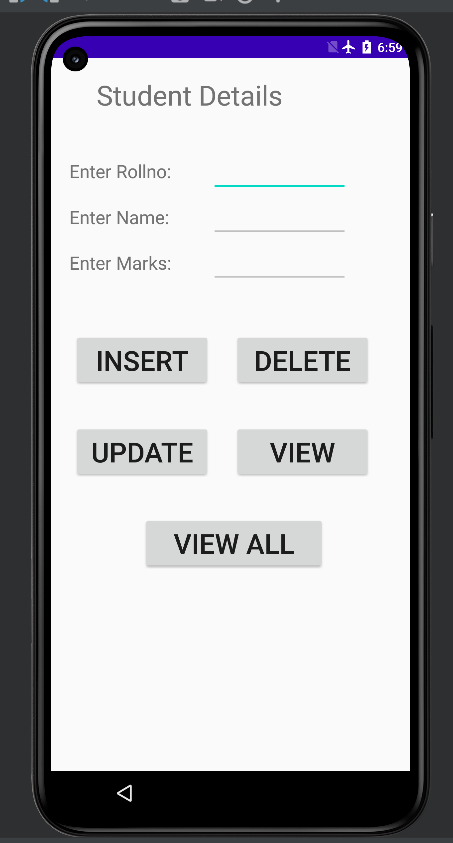 6:59
Student Details
Enter Rollno:
Enter Name:
Enter Marks:
INSERT DELETE
UPDATE VIEW
VIEW ALL